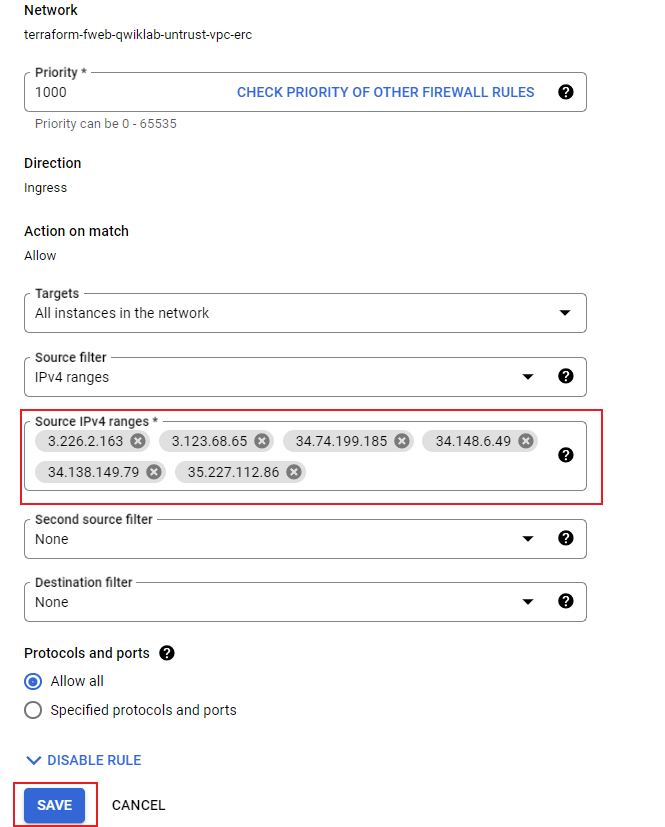 Network
terraform-fweb-qwiklab-untrust-vpc-erc
Priority *
1000 CHECK PRIORITY OF OTHER FIREWALL RULES ?
Priority can be 0 - 65535
Direction
Ingress
Action on match
Allow
Targets
All instances in the network
Source filter
IPv4 ranges ?
Source IPv4 ranges *
3.226.2.163 3.123.68.65 34.74.199.185 34.148.6.49 ?
34.138.149.79 35.227.112.86
Second source filter
None ?
Destination filter
None ?
Protocols and ports ?
Allow all
Specified protocols and ports
DISABLE RULE
SAVE CANCEL